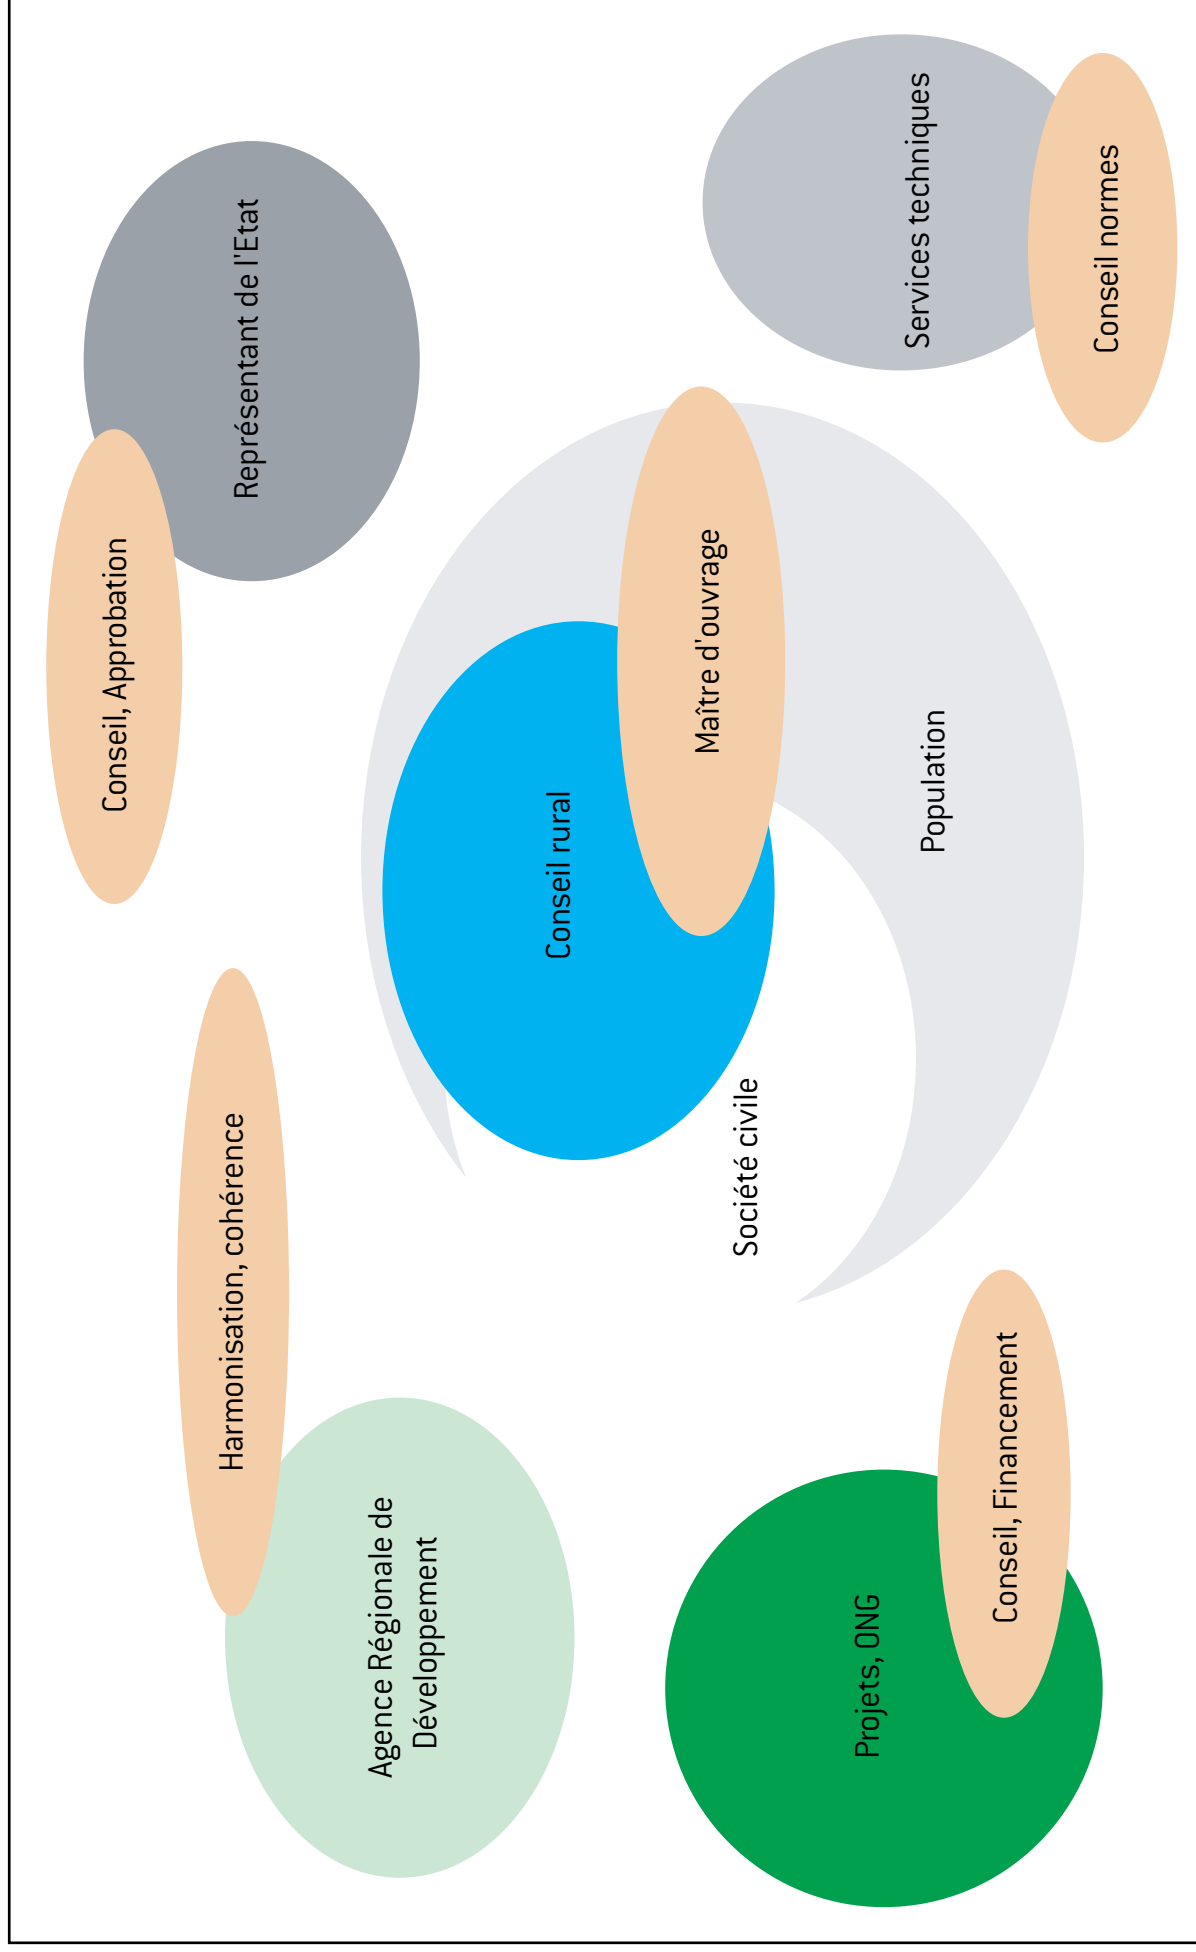 Conseil, Approbation
Harmonisation, cohérence
Représentant de l'Etat
Agence Régionale de
Développement
Conseil rural
Maître d'ouvrage
Société civile
Population
Services techniques
Projets, ONG
Conseil, Financement
Conseil normes